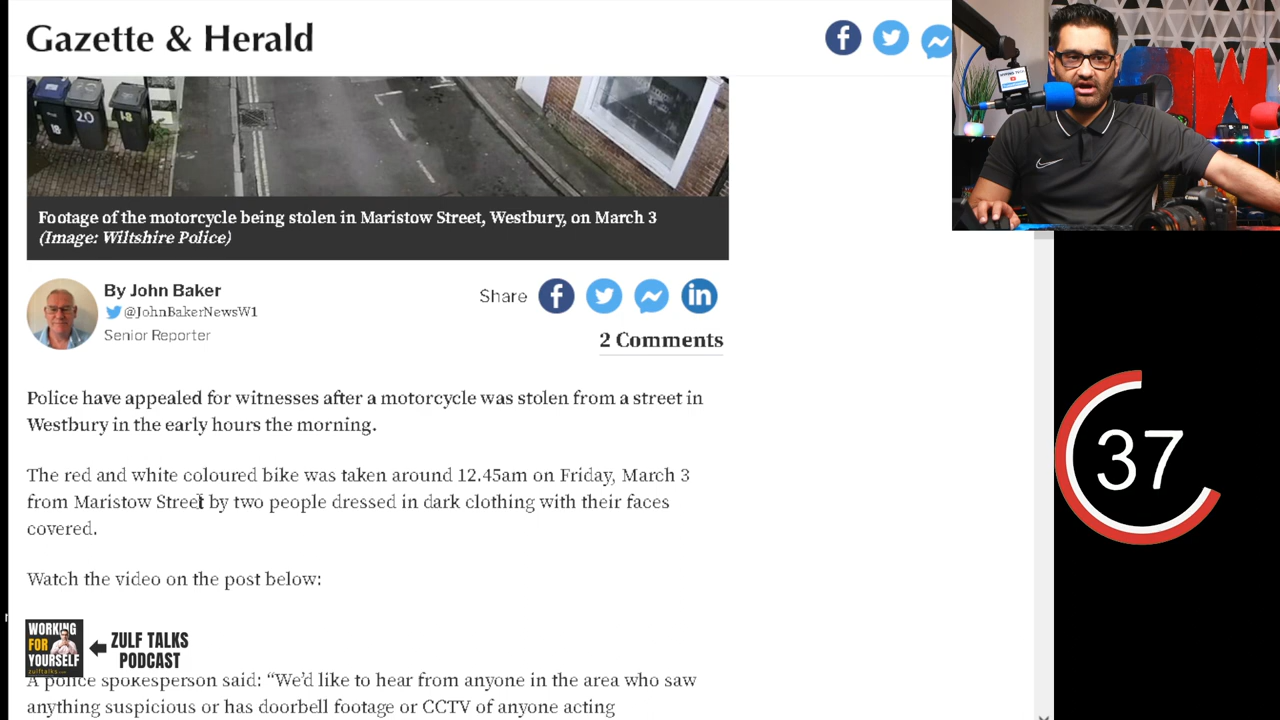 Gazette & Herald
20
18
Footage of the motorcycle being stolen in Maristow Street, Westbury, on March 3
(Image: Wiltshire Police)
By John Baker
@JohnBakerNewsW1
Senior Reporter
Share
2 Comments
Police have appealed for witnesses after a motorcycle was stolen from a street in
Westbury in the early hours the morning.
The red and white coloured bike was taken around 12.45am on Friday, March 3
from Maristow Street by two people dressed in dark clothing with their faces
covered.
Watch the video on the post below:
WORKING
FOR
YOURSELF
ZULF TALKS
PODCAST
A police spokesperson said: “We’d like to hear from anyone in the area who saw
anything suspicious or has doorbell footage or CCTV of anyone acting
37